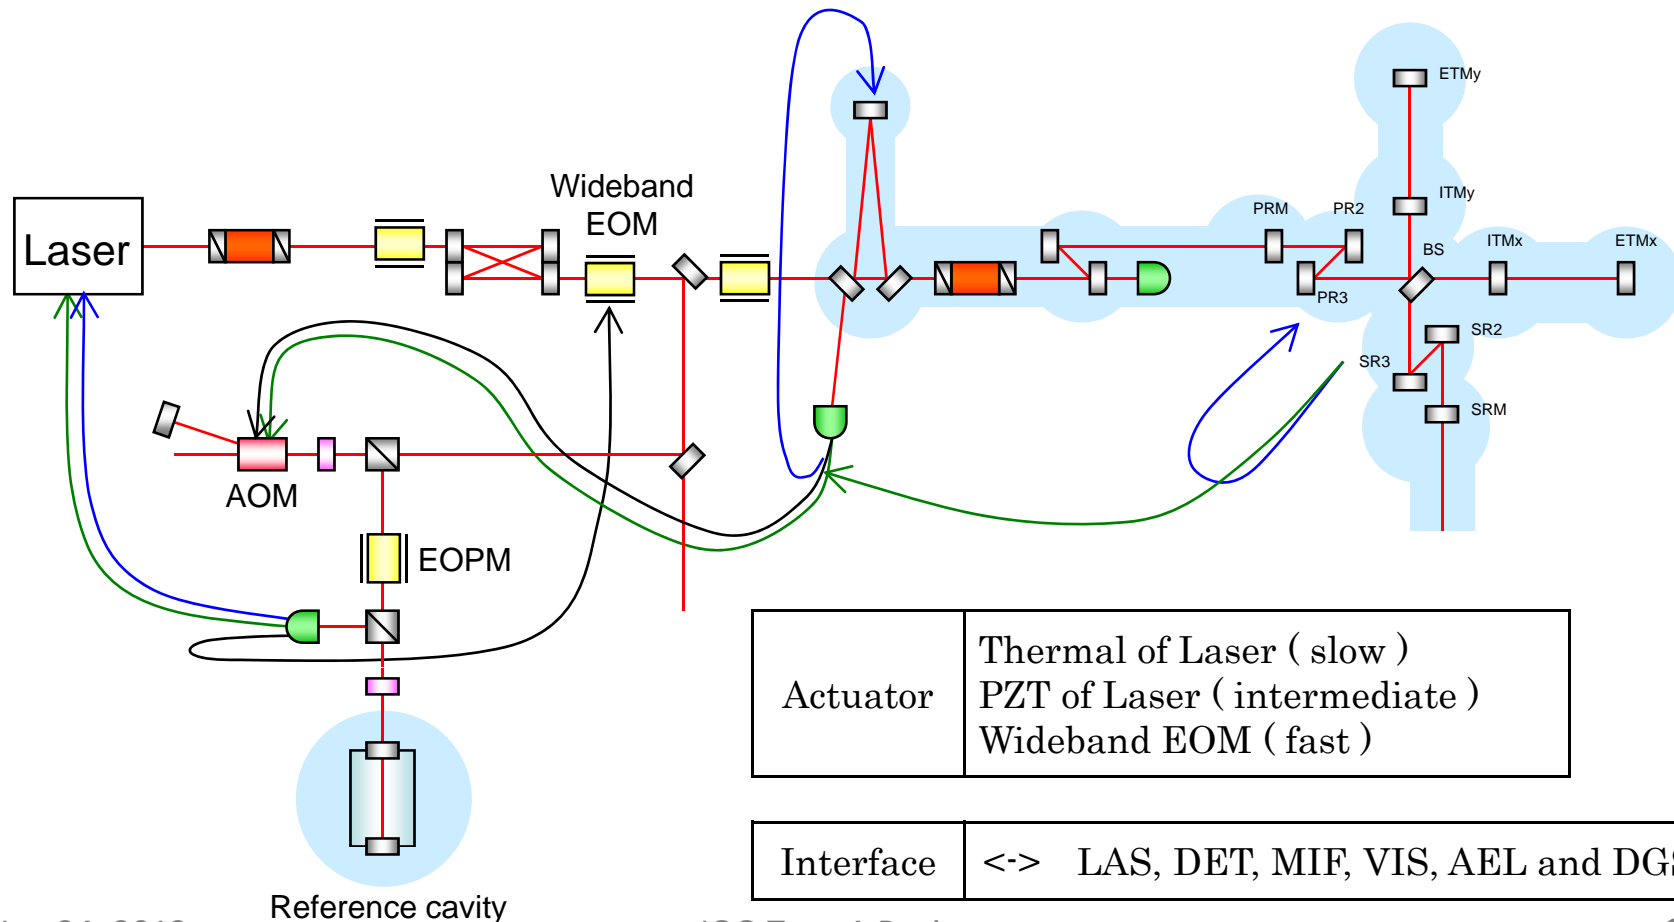 ETMy
Wideband
EOM
ITMy
PRM
PR2
Laser
BS
ITMx
ETMx
PR3
SR2
SR3
SRM
AOM
EOPM
Actuator
Thermal of Laser ( slow )
PZT of Laser ( intermediate )
Wideband EOM ( fast )
Interface
<-> LAS, DET, MIF, VIS, AEL and DGS
Reference cavity